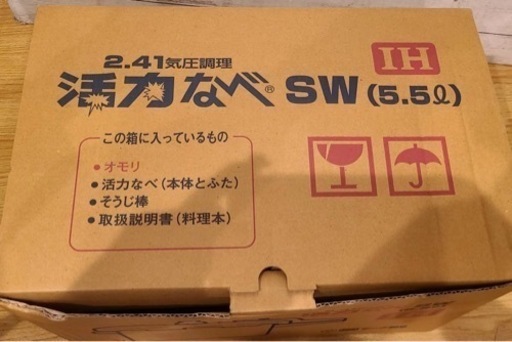 2.41気圧調理
活力なべ® SW (5.5ℓ)
IH
この箱に入っているもの
●オモリ
●活力なべ(本体とふた)
●そうじ棒
●取扱説明書(料理本)